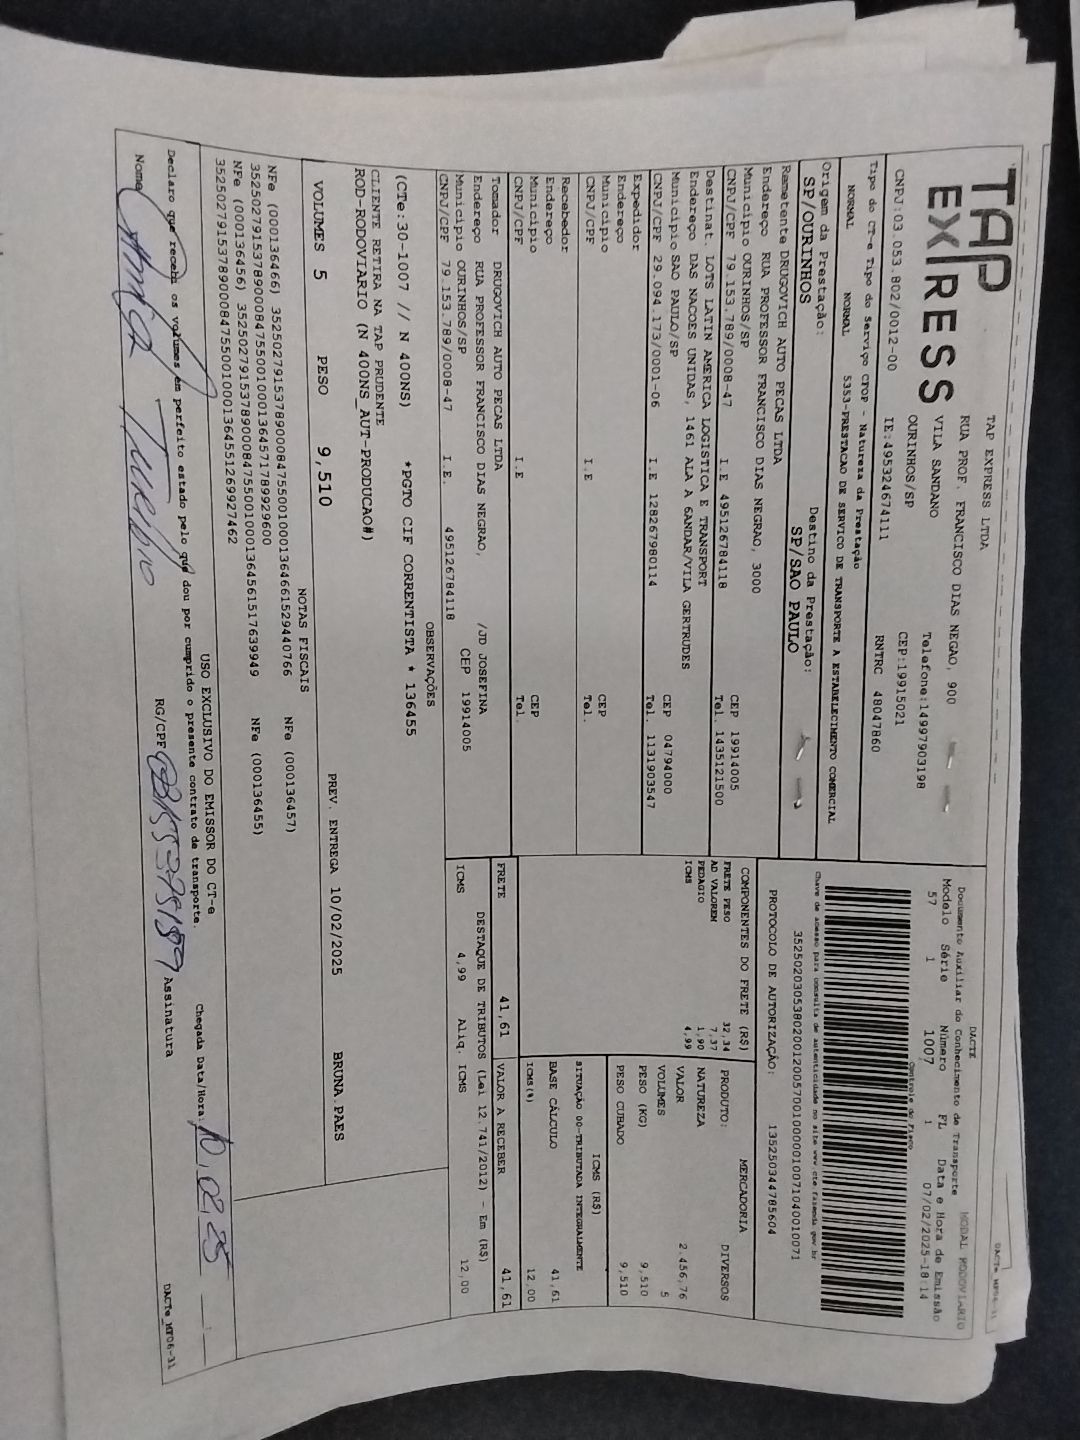 TAP EXPRESS
TAP EXPRESS LTDA
RUA PROF. FRANCISCO DIAS NEGAO, 900
VILA SANDANO Telefone:14997903198
OURINHOS/SP CEP:19915021
CNPJ:03.053.802/0012-00 IE:495324674111 RNTRC 48047860
Tipo do CT-e Tipo do Serviço CFOP - Natureza da Prestação
NORMAL NORMAL 5353-PRESTACAO DE SERVICO DE TRANSPORTE A ESTABELECIMENTO COMERCIAL
Origem da Prestação: Destino da Prestação:
SP/OURINHOS SP/SAO PAULO
Remetente DRUGOVICH AUTO PECAS LTDA
Endereço RUA PROFESSOR FRANCISCO DIAS NEGRAO, 3000
Município OURINHOS/SP CEP 19914005
CNPJ/CPF 79.153.789/0008-47 I.E 495126784118 Tel. 1435121500
Destinat. LOTS LATIN AMERICA LOGISTICA E TRANSPORT
Endereço DAS NACOES UNIDAS, 1461 ALA A 6ANDAR/VILA GERTRUDES
Município SAO PAULO/SP CEP 04794000
CNPJ/CPF 29.094.173/0001-06 I.E 128267980114 Tel. 1131903547
Expedidor
Endereço
Município CEP
CNPJ/CPF I.E Tel.
Recebedor
Endereço
Município CEP
CNPJ/CPF I.E Tel.
Tomador DRUGOVICH AUTO PECAS LTDA
Endereço RUA PROFESSOR FRANCISCO DIAS NEGRAO, /JD JOSEFINA
Município OURINHOS/SP CEP 19914005
CNPJ/CPF 79.153.789/0008-47 I.E. 495126784118
DACTE
Documento Auxiliar do Conhecimento de Transporte MODAL RODOVIARIO
Modelo Série Número FL Data e Hora de Emissão
57 1 1007 1 07/02/2025-18:14
Controle do Fisco
Chave de acesso para consulta de autenticidade no site www.cte.fazenda.gov.br
35250203053802001200570010000010071040010071
PROTOCOLO DE AUTORIZAÇÃO: 135250344785604
COMPONENTES DO FRETE (R$)
FRETE PESO 32,34
AD VALOREM 7,37
PEDAGIO 1,90
ICMS 4,99
MERCADORIA
PRODUTO: DIVERSOS
NATUREZA
VALOR 2.456,76
VOLUMES 5
PESO (KG) 9,510
PESO CUBADO 9,510
ICMS (R$)
SITUAÇÃO 00-TRIBUTADA INTEGRALMENTE
BASE CÁLCULO 41,61
ICMS(%) 12,00
FRETE 41,61 VALOR A RECEBER 41,61
DESTAQUE DE TRIBUTOS (Lei 12.741/2012) - Em (R$)
ICMS 4,99 Aliq. ICMS 12,00
OBSERVAÇÕES
(CTe:30-1007 // N 400NS) *PGTO CIF CORRENTISTA * 136455
CLIENTE RETIRA NA TAP PRUDENTE
ROD-RODOVIARIO (N 400NS_AUT-PRODUCAO#)
VOLUMES 5 PESO 9,510 PREV. ENTREGA 10/02/2025 BRUNA.PAES
NOTAS FISCAIS
NFe (000136466) 35250279153789000847550010001364661529440766 NFe (000136457)
35250279153789000847550010001364571789929600
NFe (000136456) 35250279153789000847550010001364561517639949 NFe (000136455)
35250279153789000847550010001364551269927462
USO EXCLUSIVO DO EMISSOR DO CT-e
Declaro que recebi os volumes em perfeito estado pelo que dou por cumprido o presente contrato de transporte. Chegada Data/Hora: 10.02.25
Nome RG/CPF Assinatura
DACTe_MF06-31
DACTe_MF06-31